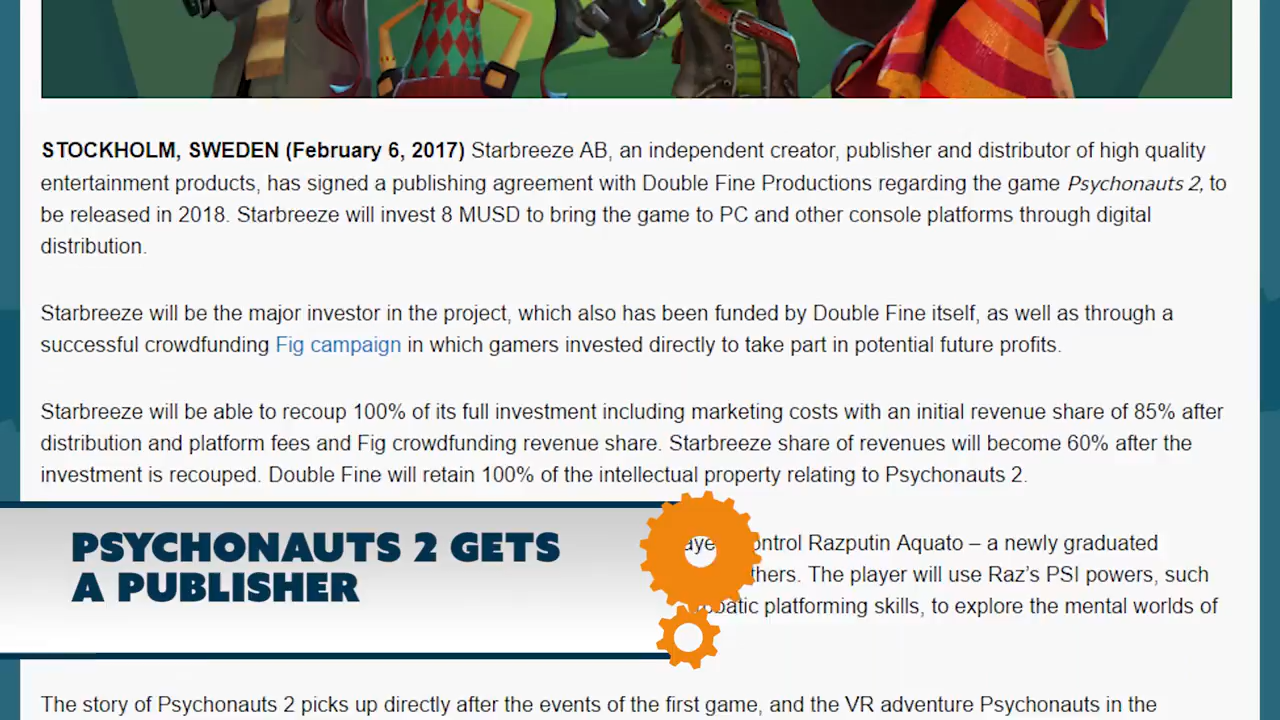 STOCKHOLM, SWEDEN (February 6, 2017) Starbreeze AB, an independent creator, publisher and distributor of high quality
entertainment products, has signed a publishing agreement with Double Fine Productions regarding the game Psychonauts 2, to
be released in 2018. Starbreeze will invest 8 MUSD to bring the game to PC and other console platforms through digital
distribution.
Starbreeze will be the major investor in the project, which also has been funded by Double Fine itself, as well as through a
successful crowdfunding Fig campaign in which gamers invested directly to take part in potential future profits.
Starbreeze will be able to recoup 100% of its full investment including marketing costs with an initial revenue share of 85% after
distribution and platform fees and Fig crowdfunding revenue share. Starbreeze share of revenues will become 60% after the
investment is recouped. Double Fine will retain 100% of the intellectual property relating to Psychonauts 2.
Razputin Aquato – a newly graduated
The player will use Raz's PSI powers, such
platforming skills, to explore the mental worlds of
PSYCHONAUTS 2 GETS
A PUBLISHER
The story of Psychonauts 2 picks up directly after the events of the first game, and the VR adventure Psychonauts in the